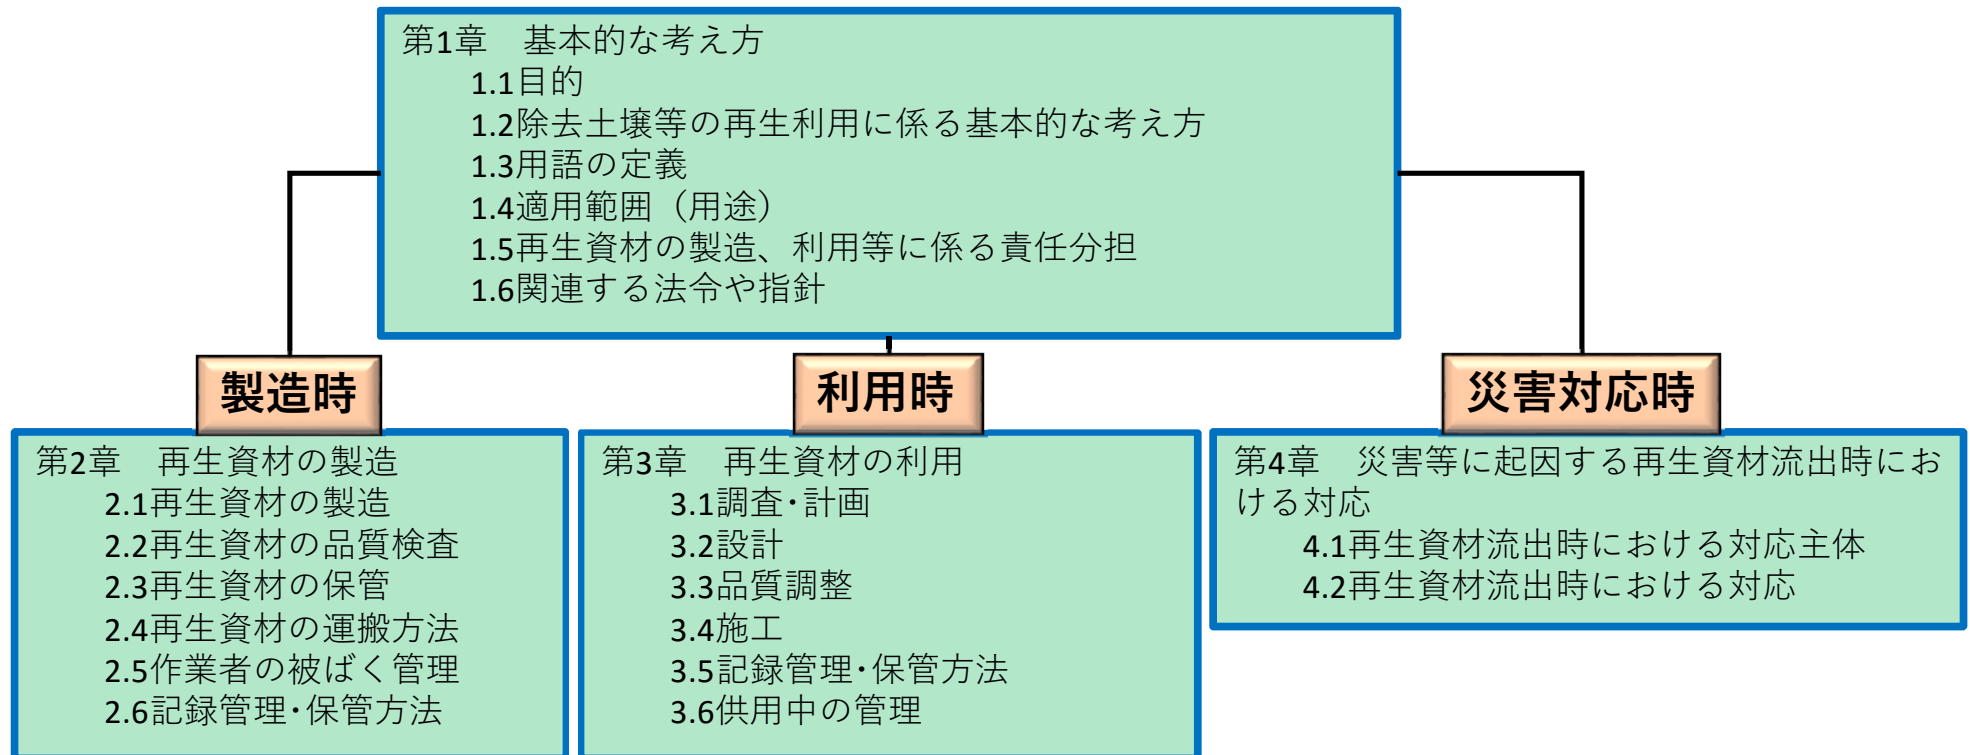 第1章　基本的な考え方
1.1目的
1.2除去土壌等の再生利用に係る基本的な考え方
1.3用語の定義
1.4適用範囲（用途）
1.5再生資材の製造、利用等に係る責任分担
1.6関連する法令や指針
製造時
第2章　再生資材の製造
2.1再生資材の製造
2.2再生資材の品質検査
2.3再生資材の保管
2.4再生資材の運搬方法
2.5作業者の被ばく管理
2.6記録管理・保管方法
利用時
第3章　再生資材の利用
3.1調査・計画
3.2設計
3.3品質調整
3.4施工
3.5記録管理・保管方法
3.6供用中の管理
災害対応時
第4章　災害等に起因する再生資材流出時にお
ける対応
4.1再生資材流出時における対応主体
4.2再生資材流出時における対応